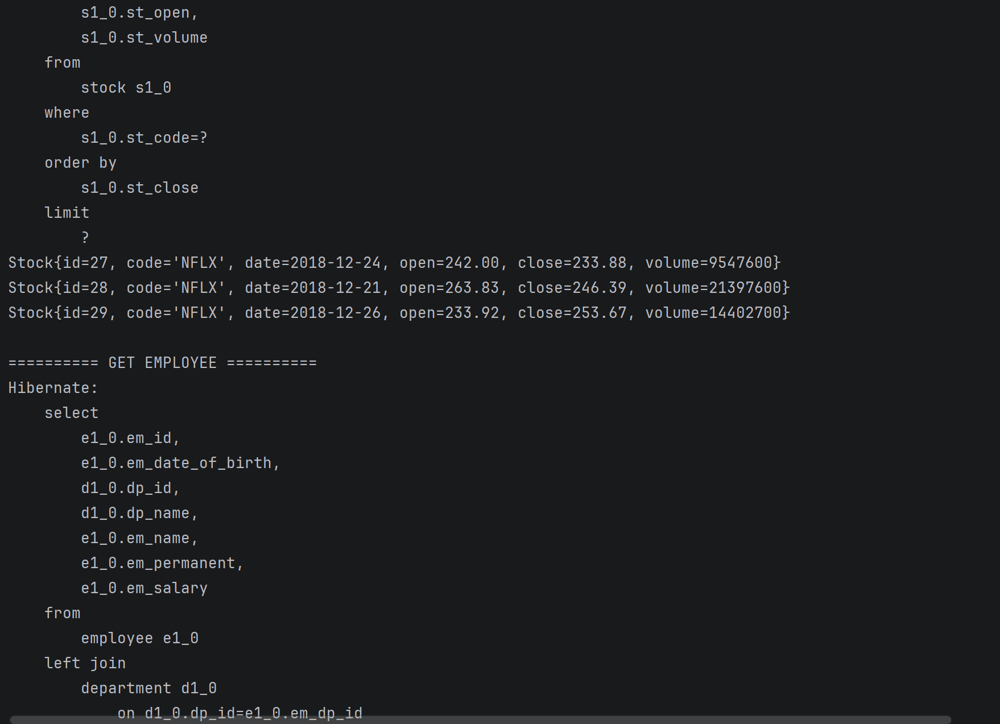 s1_0.st_open,
s1_0.st_volume
from
stock s1_0
where
s1_0.st_code=?
order by
s1_0.st_close
limit
?
Stock{id=27, code='NFLX', date=2018-12-24, open=242.00, close=233.88, volume=9547600}
Stock{id=28, code='NFLX', date=2018-12-21, open=263.83, close=246.39, volume=21397600}
Stock{id=29, code='NFLX', date=2018-12-26, open=233.92, close=253.67, volume=14402700}
========== GET EMPLOYEE ==========
Hibernate:
select
e1_0.em_id,
e1_0.em_date_of_birth,
d1_0.dp_id,
d1_0.dp_name,
e1_0.em_name,
e1_0.em_permanent,
e1_0.em_salary
from
employee e1_0
left join
department d1_0
on d1_0.dp_id=e1_0.em_dp_id